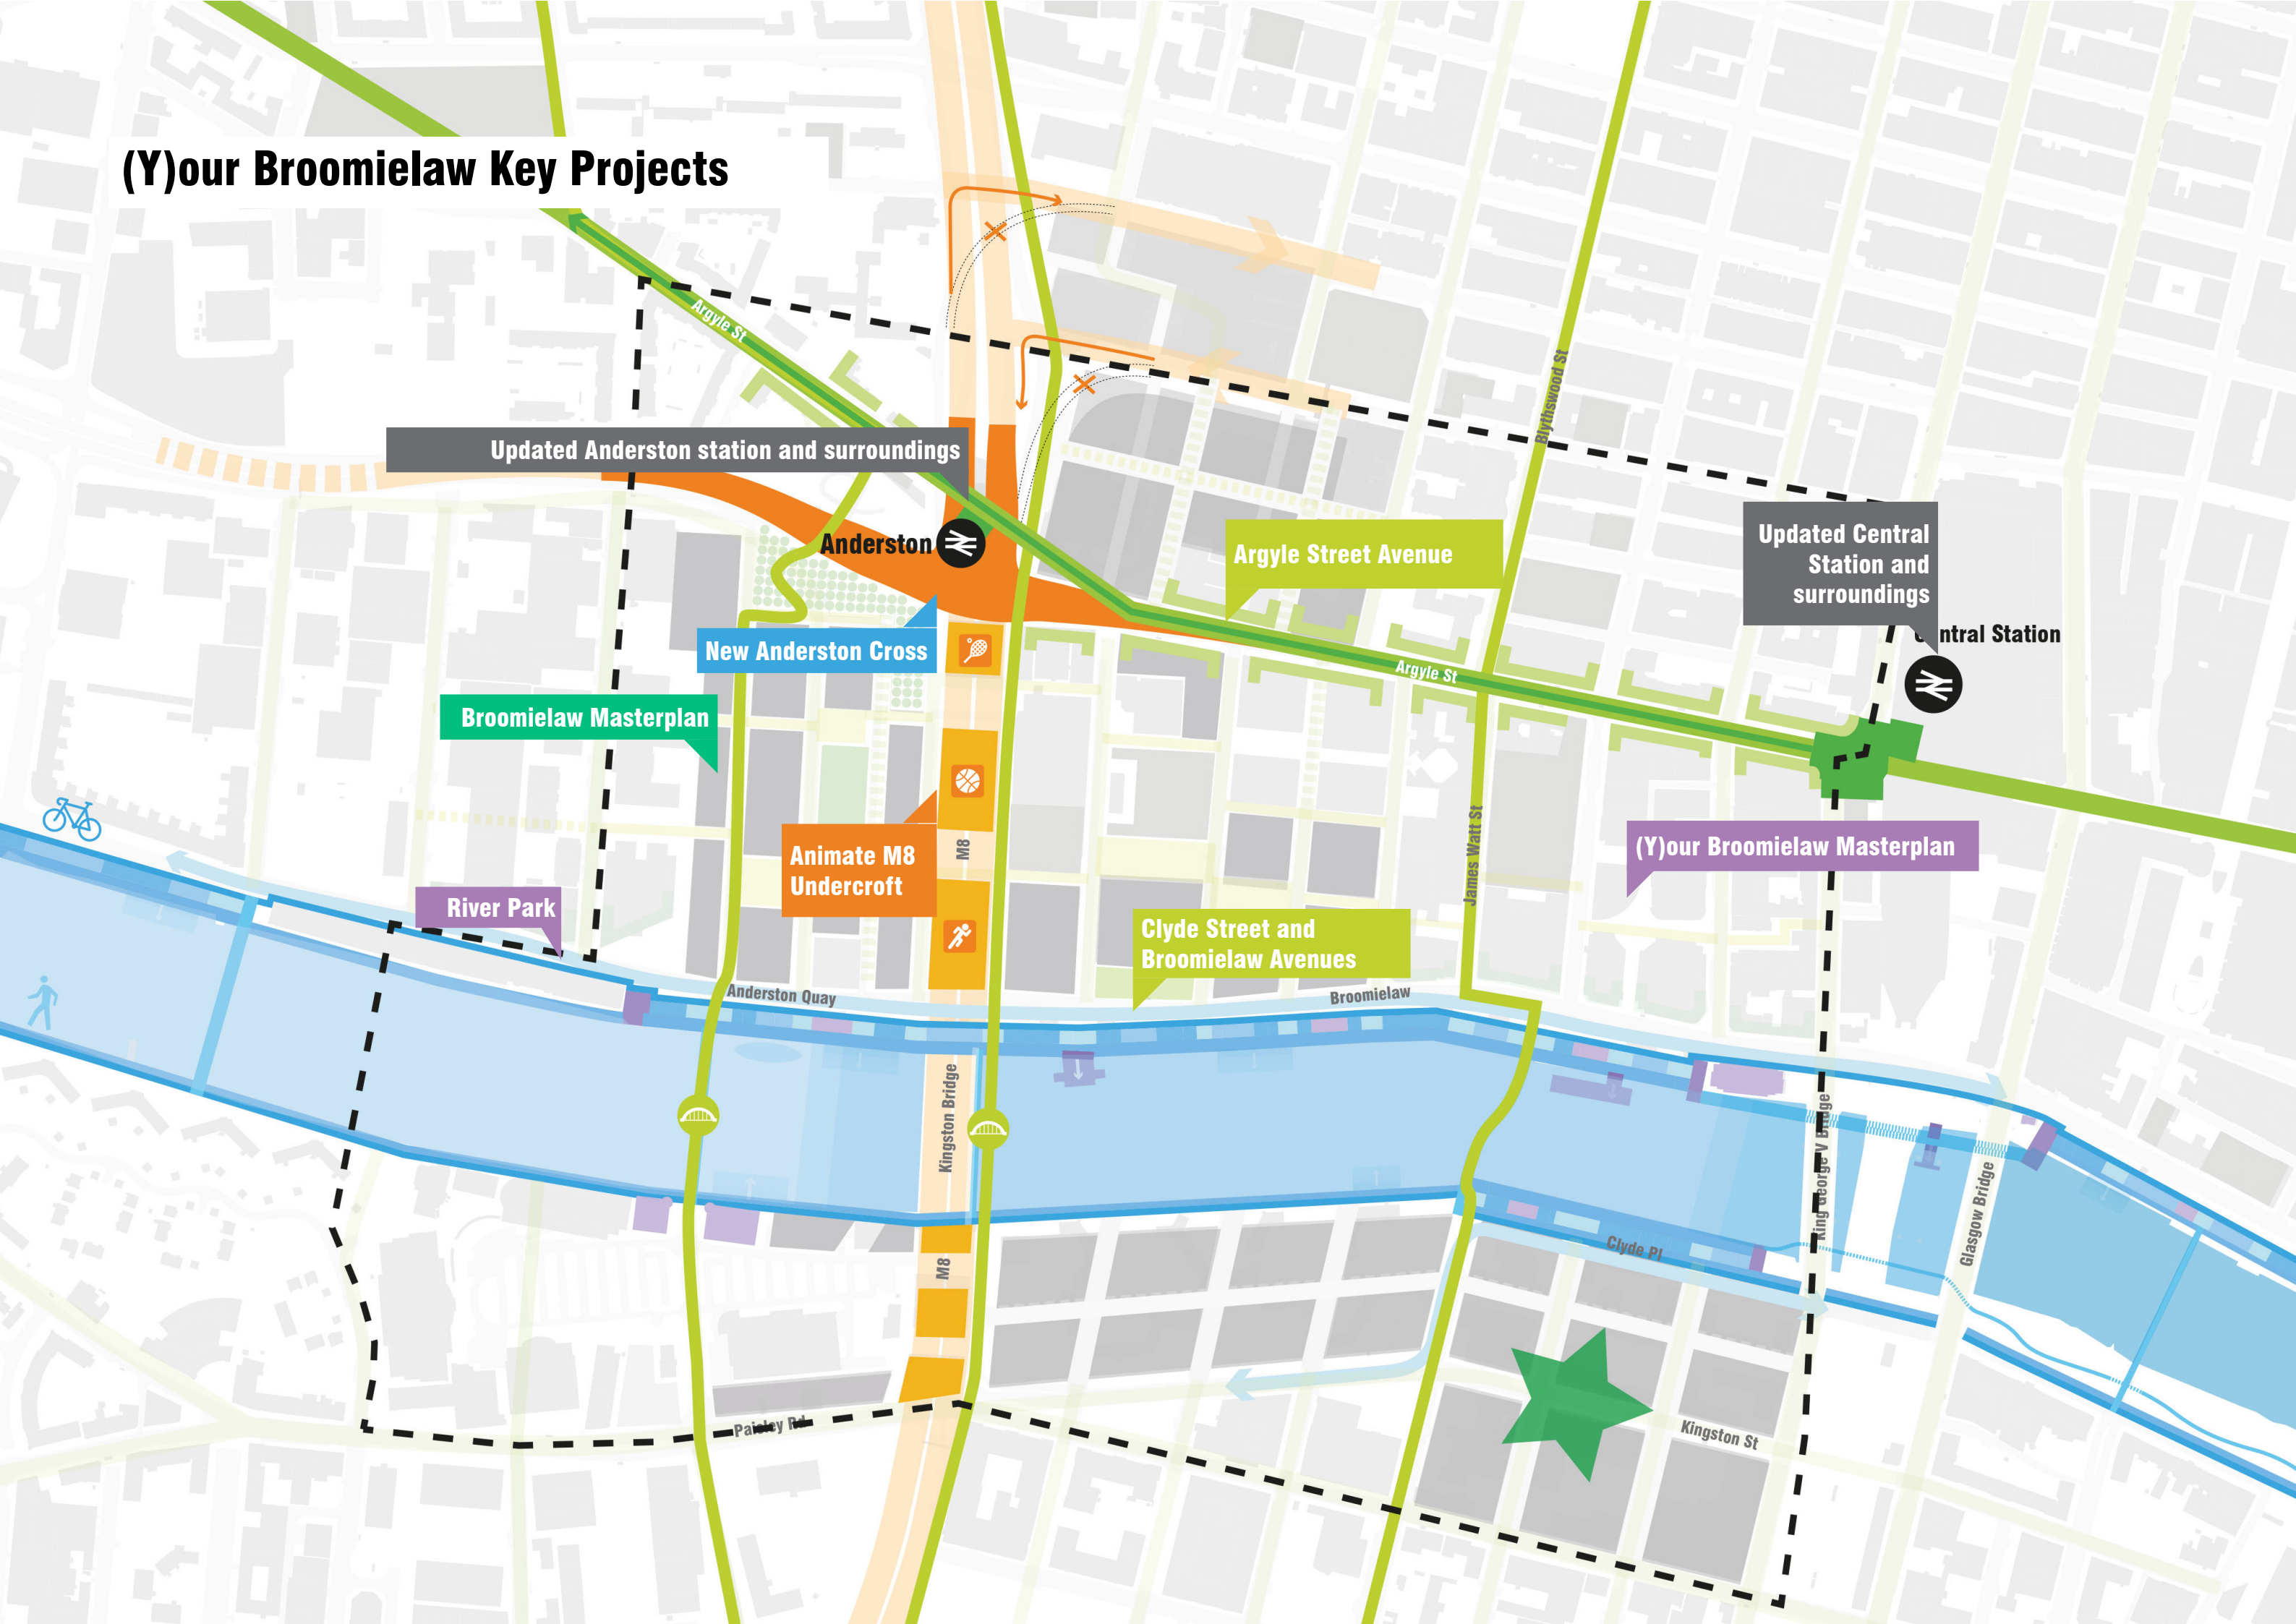 (Y)our Broomielaw Key Projects
Argyle St
Blythswood St
Updated Anderston station and surroundings
Anderston
Argyle Street Avenue
Updated Central
Station and
surroundings
ntral Station
New Anderston Cross
Argyle St
Broomielaw Masterplan
Animate M8
Undercroft
M8
James Watt St
(Y)our Broomielaw Masterplan
River Park
Clyde Street and
Broomielaw Avenues
Anderston Quay
Broomielaw
Kingston Bridge
King George V Bridge
Glasgow Bridge
M8
Clyde Pl
Paisley Rd
Kingston St